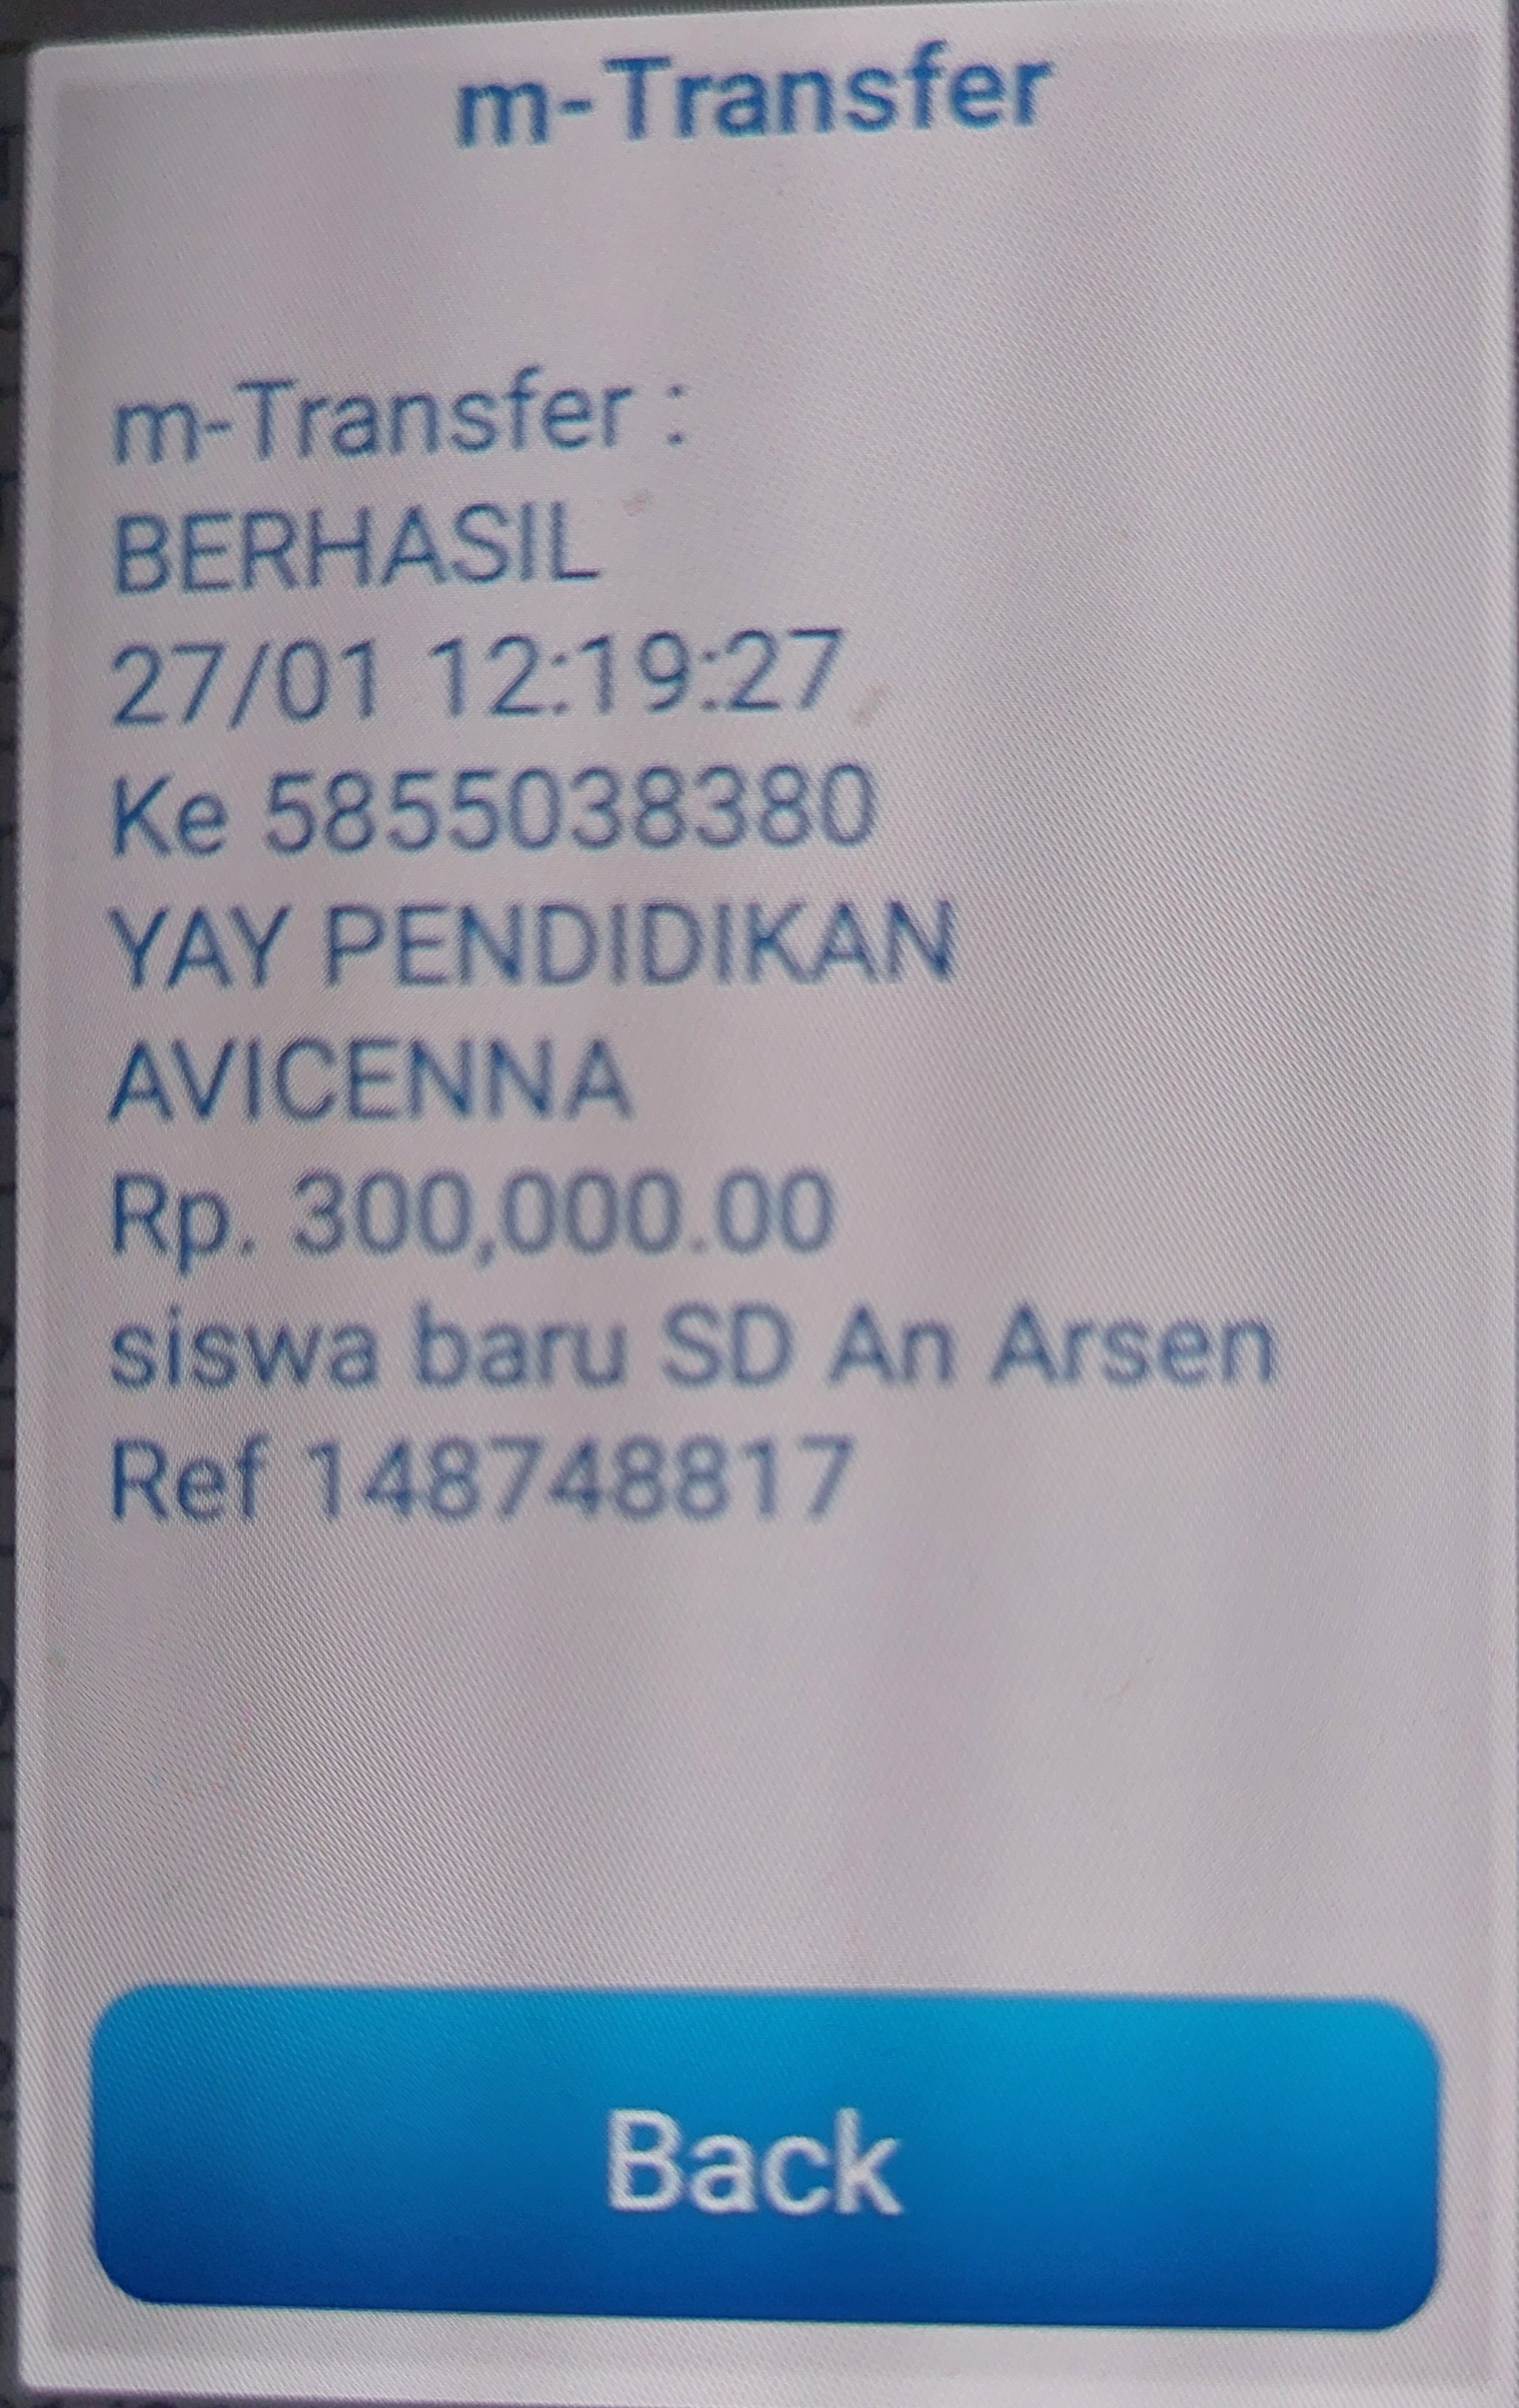 m-Transfer
m-Transfer :
BERHASIL
27/01 12:19:27
Ke 5855038380
YAY PENDIDIKAN
AVICENNA
Rp. 300,000.00
siswa baru SD An Arsen
Ref 148748817
Back